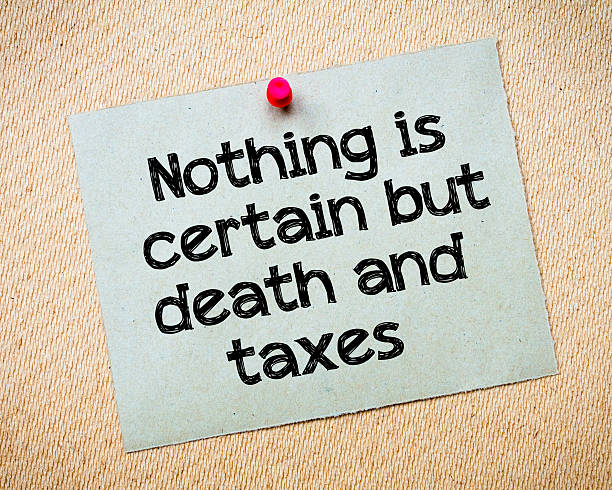 Nothing is
certain but
death and
taxes